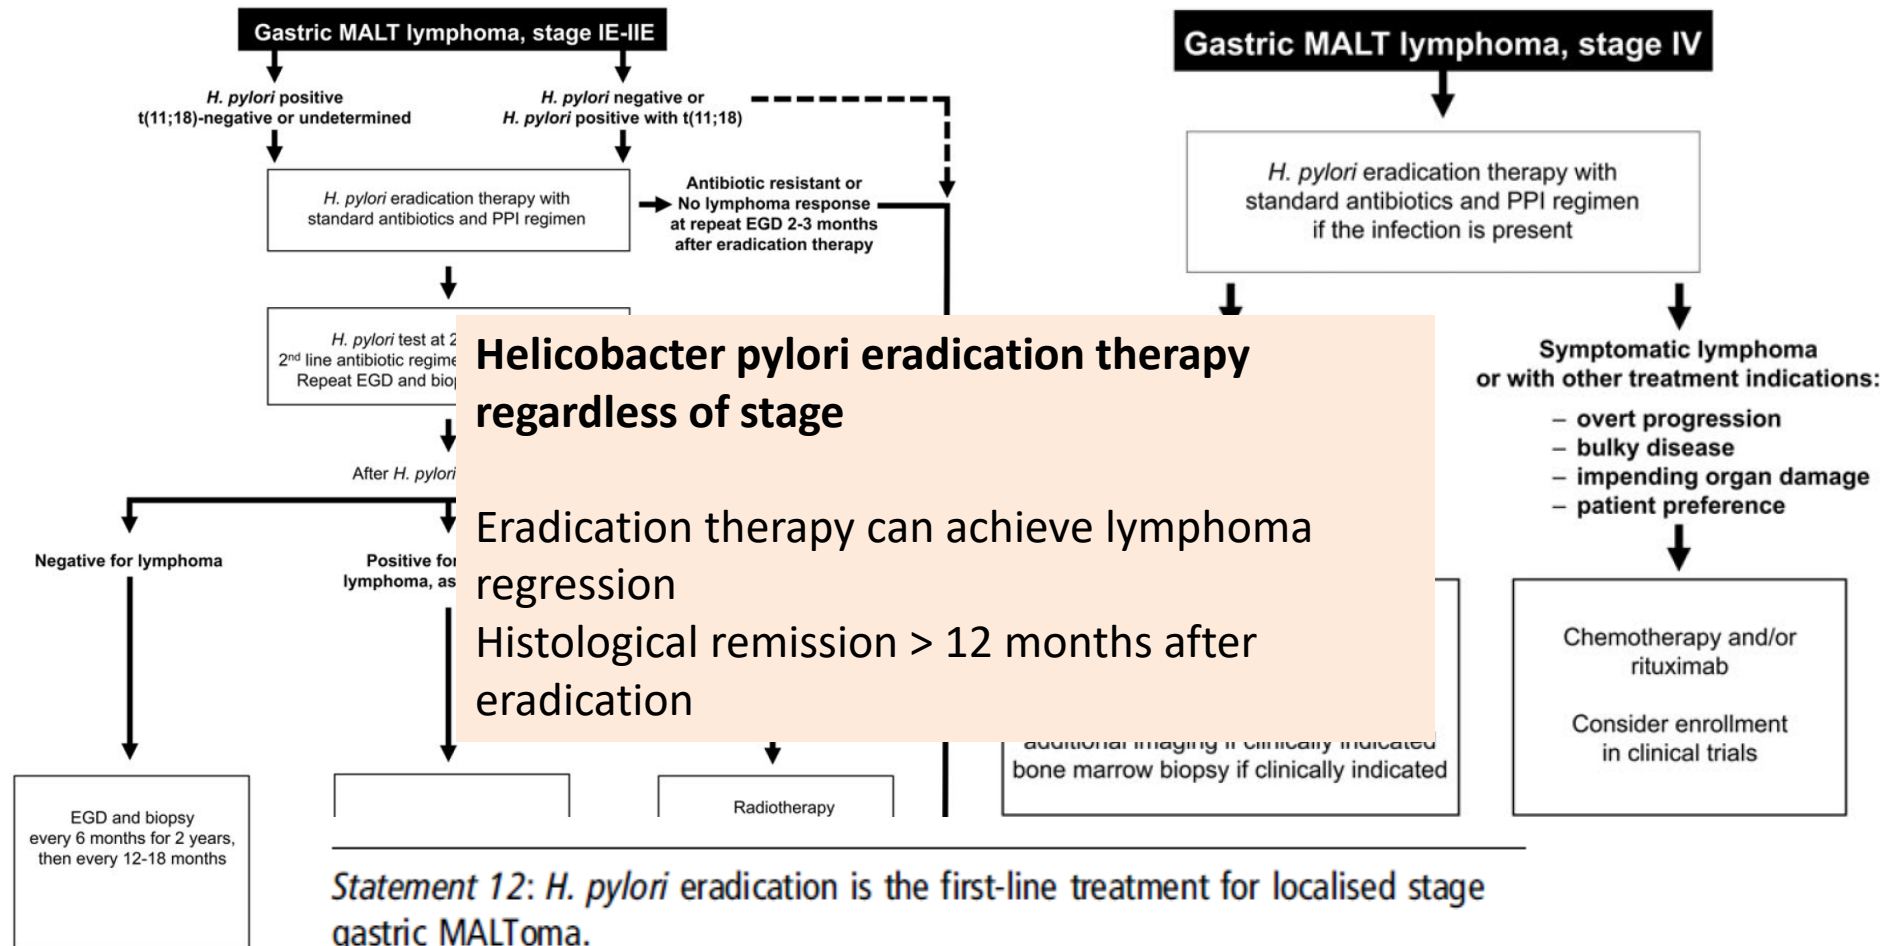 Gastric MALT lymphoma, stage IE-IIE
H. pylori positive
t(11;18)-negative or undetermined
H. pylori negative or
H. pylori positive with t(11;18)
H. pylori eradication therapy with
standard antibiotics and PPI regimen
Antibiotic resistant or
No lymphoma response
at repeat EGD 2-3 months
after eradication therapy
H. pylori test at 2
2nd line antibiotic regime
Repeat EGD and biop
After H. pylori
Negative for lymphoma
Positive fo
lymphoma, as
EGD and biopsy
every 6 months for 2 years,
then every 12-18 months
Radiotherapy
Helicobacter pylori eradication therapy
regardless of stage
Eradication therapy can achieve lymphoma
regression
Histological remission > 12 months after
eradication
Gastric MALT lymphoma, stage IV
H. pylori eradication therapy with
standard antibiotics and PPI regimen
if the infection is present
Symptomatic lymphoma
or with other treatment indications:
– overt progression
– bulky disease
– impending organ damage
– patient preference
additional imaging if clinically indicated
bone marrow biopsy if clinically indicated
Chemotherapy and/or
rituximab
Consider enrollment
in clinical trials
Statement 12: H. pylori eradication is the first-line treatment for localised stage
gastric MALToma.